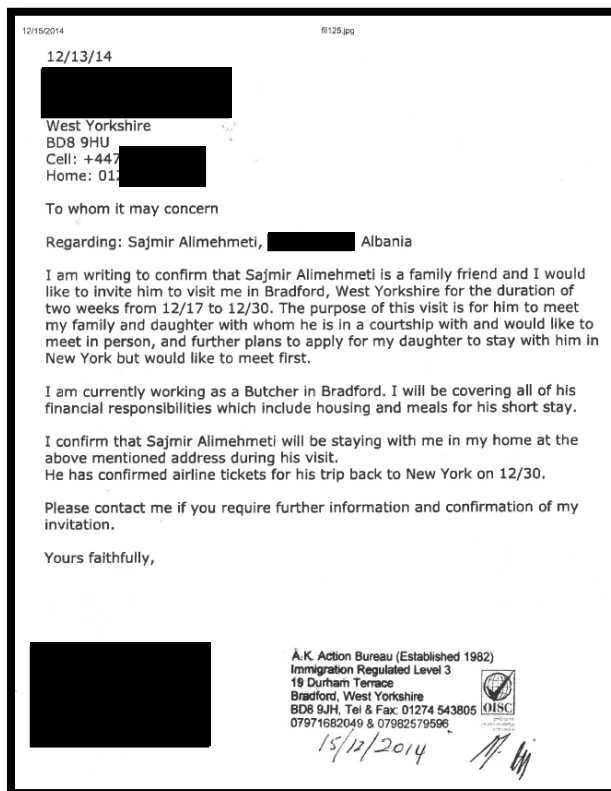 12/15/2014
fil125.jpg
12/13/14
West Yorkshire
BD8 9HU
Cell: +447
Home: 01
To whom it may concern
Regarding: Sajmir Alimehmeti, Albania
I am writing to confirm that Sajmir Alimehmeti is a family friend and I would
like to invite him to visit me in Bradford, West Yorkshire for the duration of
two weeks from 12/17 to 12/30. The purpose of this visit is for him to meet
my family and daughter with whom he is in a courtship with and would like to
meet in person, and further plans to apply for my daughter to stay with him in
New York but would like to meet first.
I am currently working as a Butcher in Bradford. I will be covering all of his
financial responsibilities which include housing and meals for his short stay.
I confirm that Sajmir Alimehmeti will be staying with me in my home at the
above mentioned address during his visit.
He has confirmed airline tickets for his trip back to New York on 12/30.
Please contact me if you require further information and confirmation of my
invitation.
Yours faithfully,
A.K. Action Bureau (Established 1982)
Immigration Regulated Level 3
19 Durham Terrace
Bradford, West Yorkshire
BD8 9JH, Tel & Fax: 01274 543805
07971682049 & 07982579596
OISC
15/12/2014